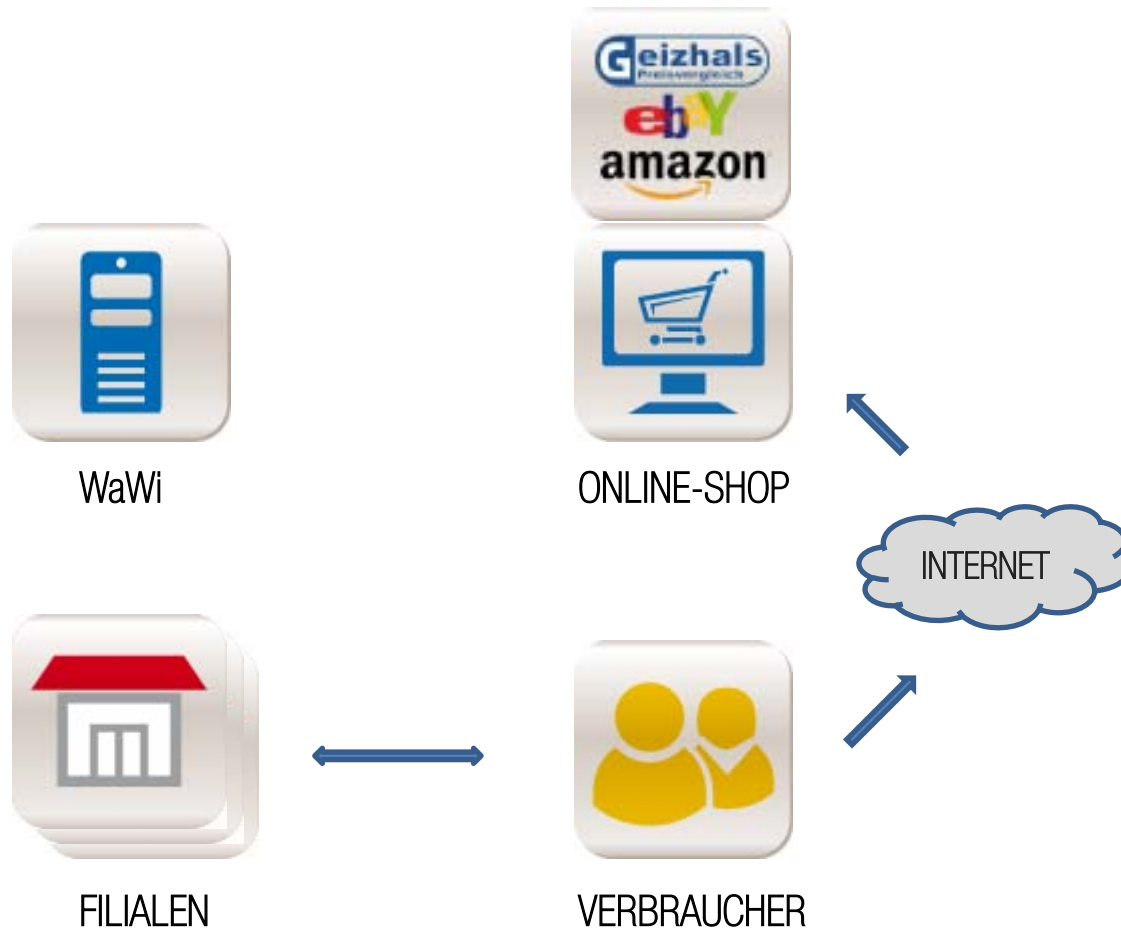 Geizhals
Preisvergleich
ebaY
amazon
WaWi
ONLINE-SHOP
INTERNET
FILIALEN
VERBRAUCHER